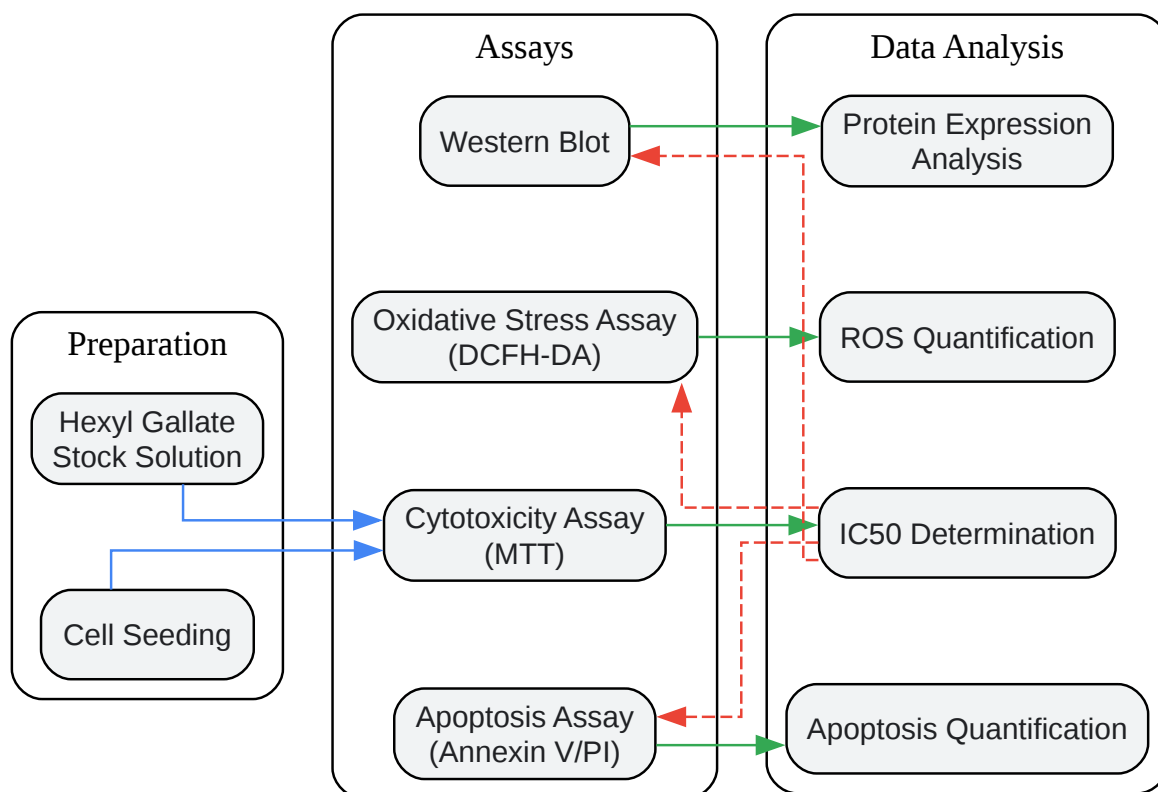 Preparation
Hexyl Gallate
Stock Solution
Cell Seeding
Assays
Western Blot
Oxidative Stress Assay
(DCFH-DA)
Cytotoxicity Assay
(MTT)
Apoptosis Assay
(Annexin V/PI)
Data Analysis
Protein Expression
Analysis
ROS Quantification
IC50 Determination
Apoptosis Quantification